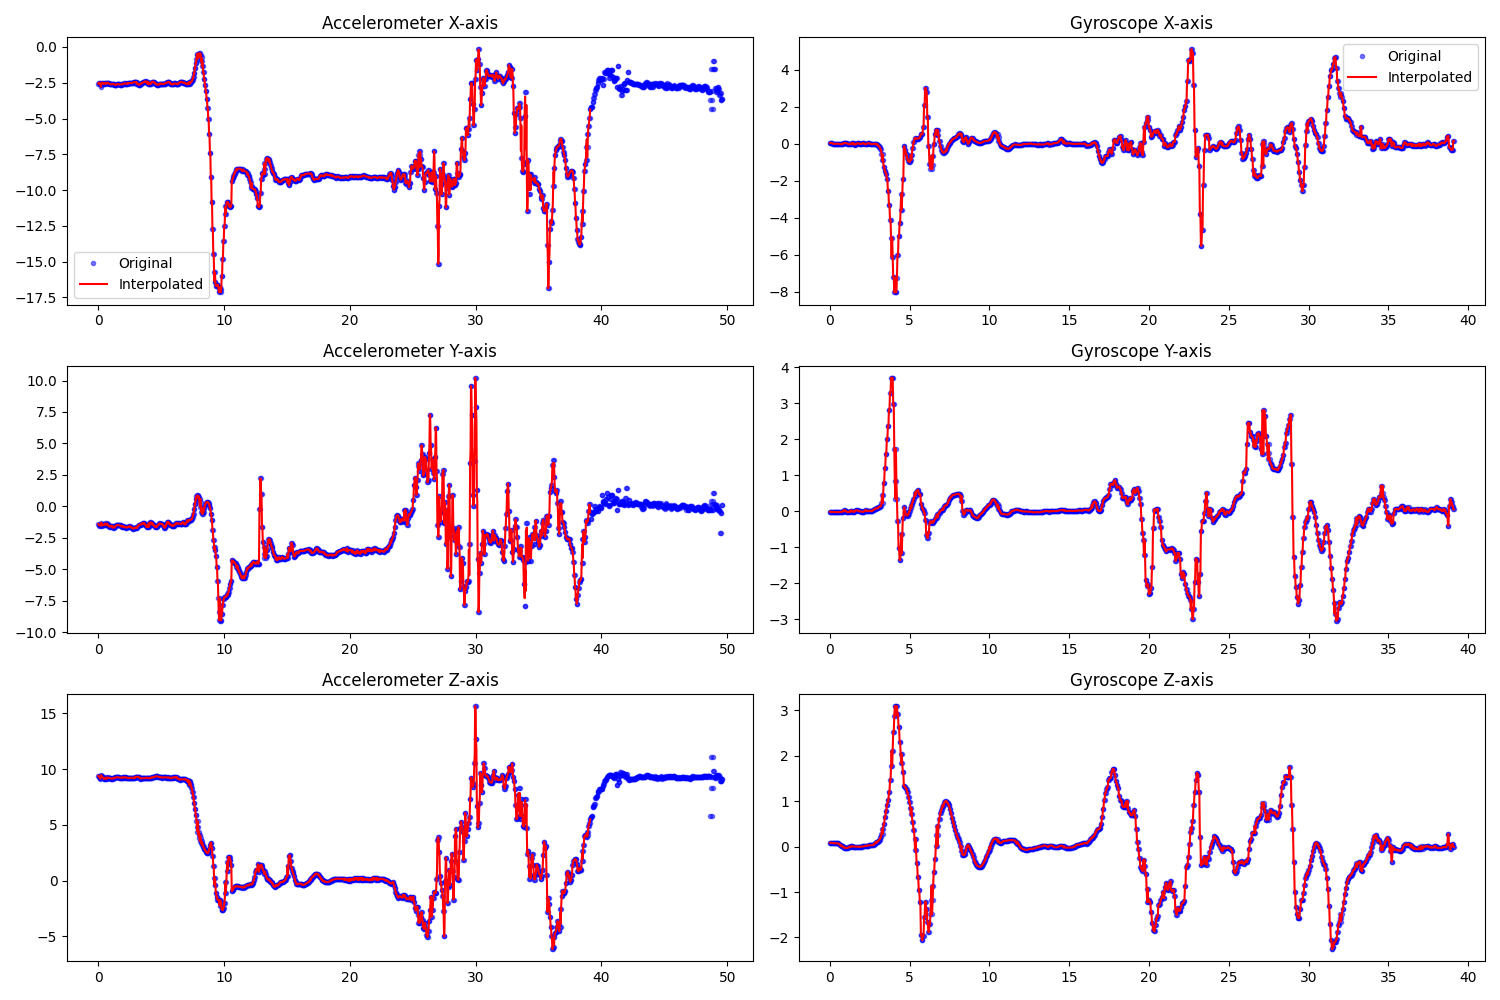 Accelerometer X-axis
0.0
−2.5
−5.0
−7.5
−10.0
−12.5
−15.0
−17.5
Original
Interpolated
0 10 20 30 40 50
Gyroscope X-axis
4
2
0
−2
−4
−6
−8
Original
Interpolated
0 5 10 15 20 25 30 35 40
Accelerometer Y-axis
10.0
7.5
5.0
2.5
0.0
−2.5
−5.0
−7.5
−10.0
0 10 20 30 40 50
Gyroscope Y-axis
4
3
2
1
0
−1
−2
−3
0 5 10 15 20 25 30 35 40
Accelerometer Z-axis
15
10
5
0
−5
0 10 20 30 40 50
Gyroscope Z-axis
3
2
1
0
−1
−2
0 5 10 15 20 25 30 35 40